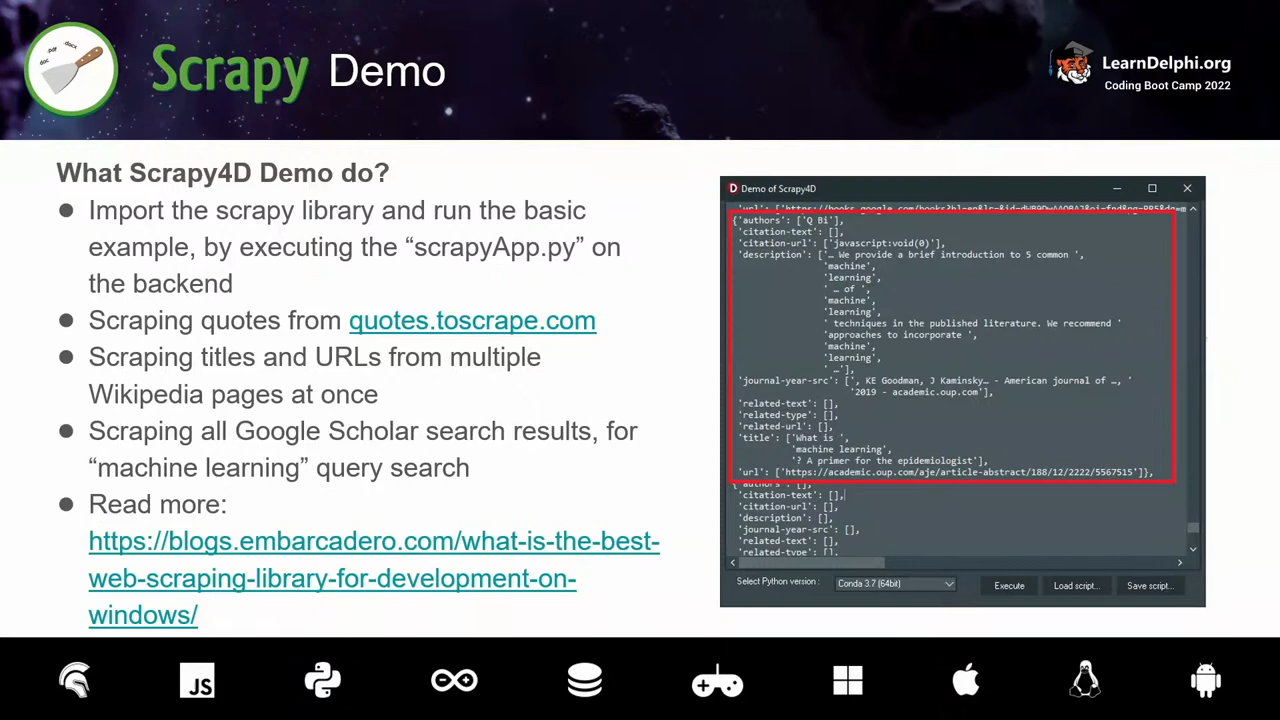 .pdf
.docx
.doc
Scrapy Demo
LearnDelphi.org
Coding Boot Camp 2022
What Scrapy4D Demo do?
● Import the scrapy library and run the basic
example, by executing the “scrapyApp.py” on
the backend
● Scraping quotes from quotes.toscrape.com
● Scraping titles and URLs from multiple
Wikipedia pages at once
● Scraping all Google Scholar search results, for
“machine learning” query search
● Read more:
https://blogs.embarcadero.com/what-is-the-best-
web-scraping-library-for-development-on-
windows/
D Demo of Scrapy4D
{'authors': ['Q Bi'],
'citation-text': [],
'citation-url': ['javascript:void(0)'],
'description': ['… We provide a brief introduction to 5 common ',
'machine',
'learning',
' … of ',
'machine',
'learning',
' techniques in the published literature. We recommend '
'approaches to incorporate ',
'machine',
'learning',
' …'],
'journal-year-src': [', KE Goodman, J Kaminsky… - American journal of …, '
'2019 - academic.oup.com'],
'related-text': [],
'related-type': [],
'related-url': [],
'title': ['What is ',
'machine learning',
'? A primer for the epidemiologist'],
'url': ['https://academic.oup.com/aje/article-abstract/188/12/2222/5567515']},
{'authors': [],
'citation-text': [],
'citation-url': [],
'description': [],
'journal-year-src': [],
'related-text': [],
'related-type': [],
Select Python version :
Conda 3.7 (64bit)
Execute
Load script...
Save script...
JS